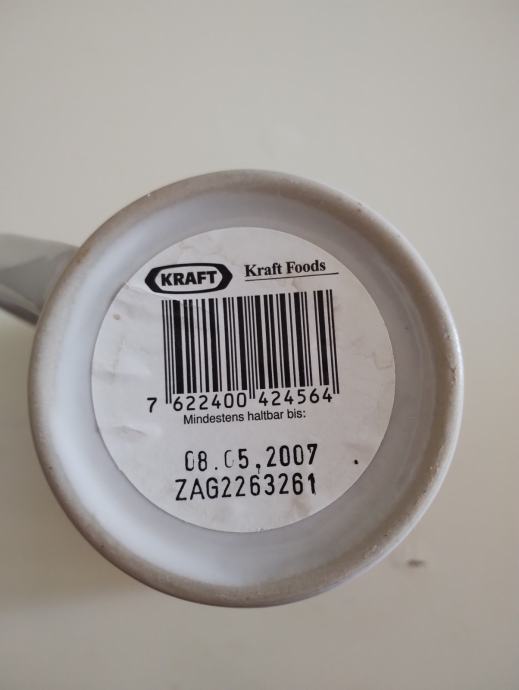 KRAFT Kraft Foods
7 622400 424564
Mindestens haltbar bis:
08.05.2007
ZAG2263261